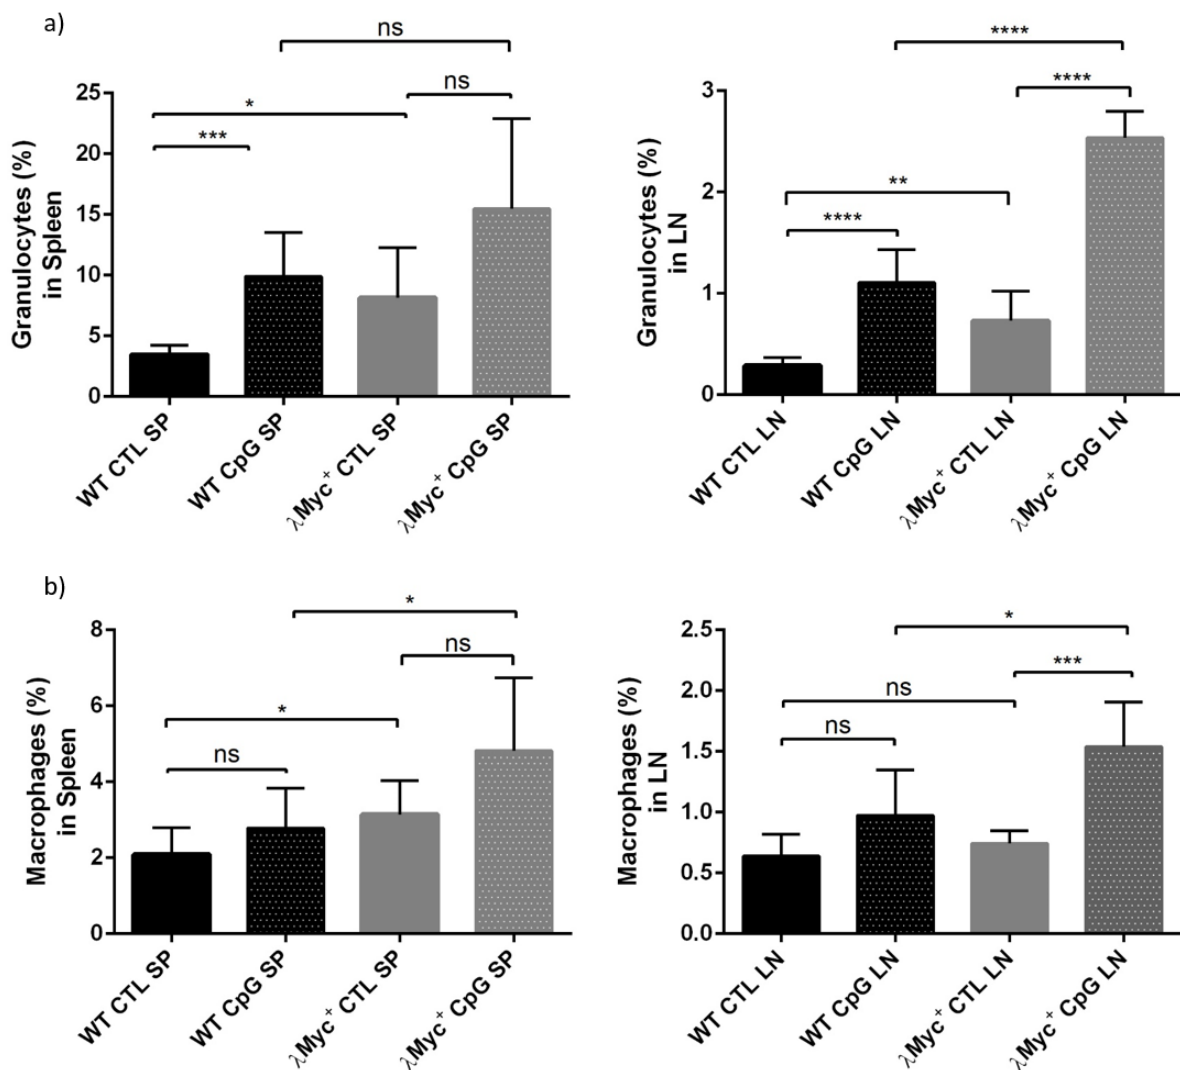 a)
ns
****
*
ns
****
***
**
****
Granulocytes (%)
in Spleen
25
20
15
10
5
0
WT CTL SP
WT CpG SP
λMyc⁺ CTL SP
λMyc⁺ CpG SP
Granulocytes (%)
in LN
3
2
1
0
WT CTL LN
WT CpG LN
λMyc⁺ CTL LN
λMyc⁺ CpG LN
b)
*
ns
*
ns
Macrophages (%)
in Spleen
8
6
4
2
0
WT CTL SP
WT CpG SP
λMyc⁺ CTL SP
λMyc⁺ CpG SP
*
***
ns
ns
Macrophages (%)
in LN
2.5
2.0
1.5
1.0
0.5
0.0
WT CTL LN
WT CpG LN
λMyc⁺ CTL LN
λMyc⁺ CpG LN